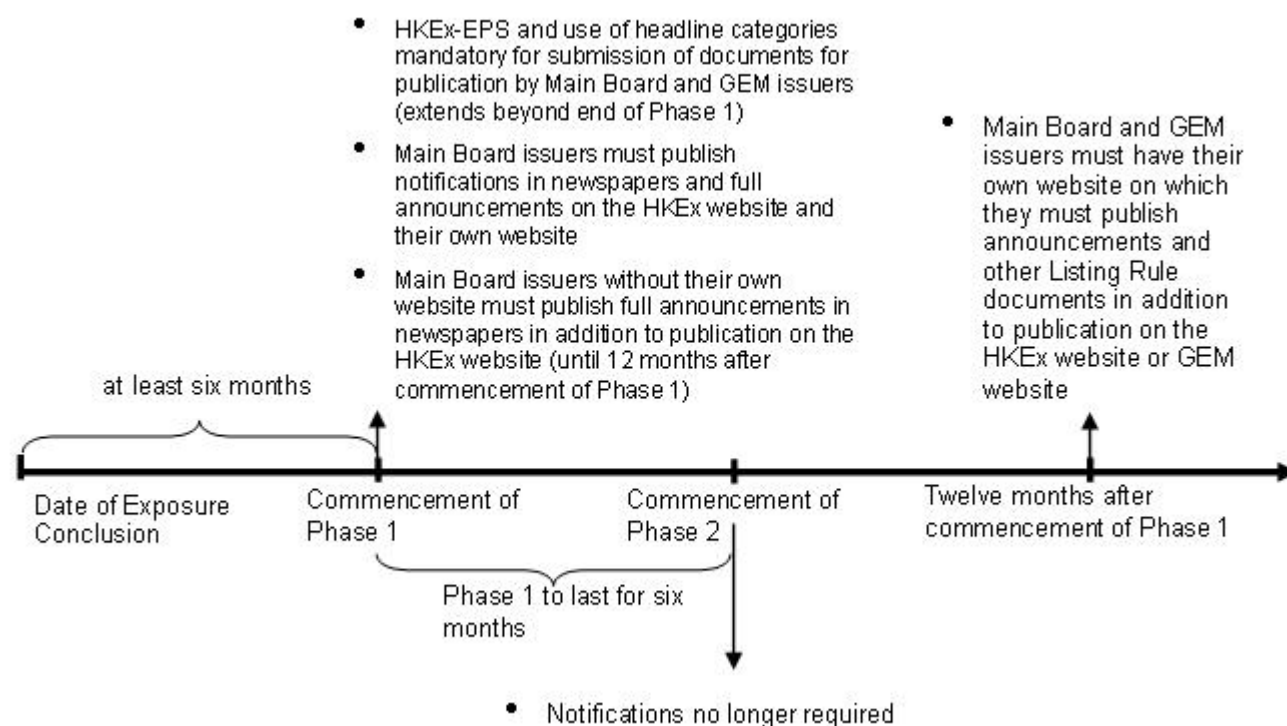 • HKEx-EPS and use of headline categories
mandatory for submission of documents for
publication by Main Board and GEM issuers
(extends beyond end of Phase 1)
• Main Board issuers must publish
notifications in newspapers and full
announcements on the HKEx website and
their own website
• Main Board issuers without their own
website must publish full announcements in
newspapers in addition to publication on the
HKEx website (until 12 months after
commencement of Phase 1)
• Main Board and GEM
issuers must have their
own website on which
they must publish
announcements and
other Listing Rule
documents in addition
to publication on the
HKEx website or GEM
website
at least six months
Date of Exposure
Conclusion
Commencement of
Phase 1
Commencement of
Phase 2
Twelve months after
commencement of Phase 1
Phase 1 to last for six
months
• Notifications no longer required